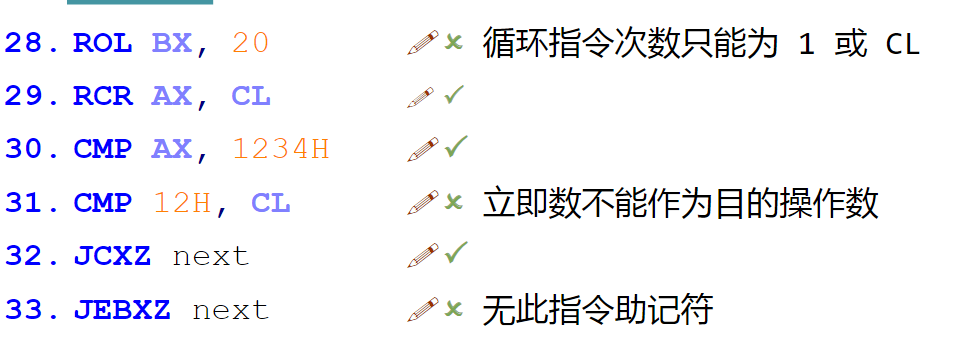 28. ROL BX, 20 ✎✘ 循环指令次数只能为 1 或 CL
29. RCR AX, CL ✎✓
30. CMP AX, 1234H ✎✓
31. CMP 12H, CL ✎✘ 立即数不能作为目的操作数
32. JCXZ next ✎✓
33. JEBXZ next ✎✘ 无此指令助记符